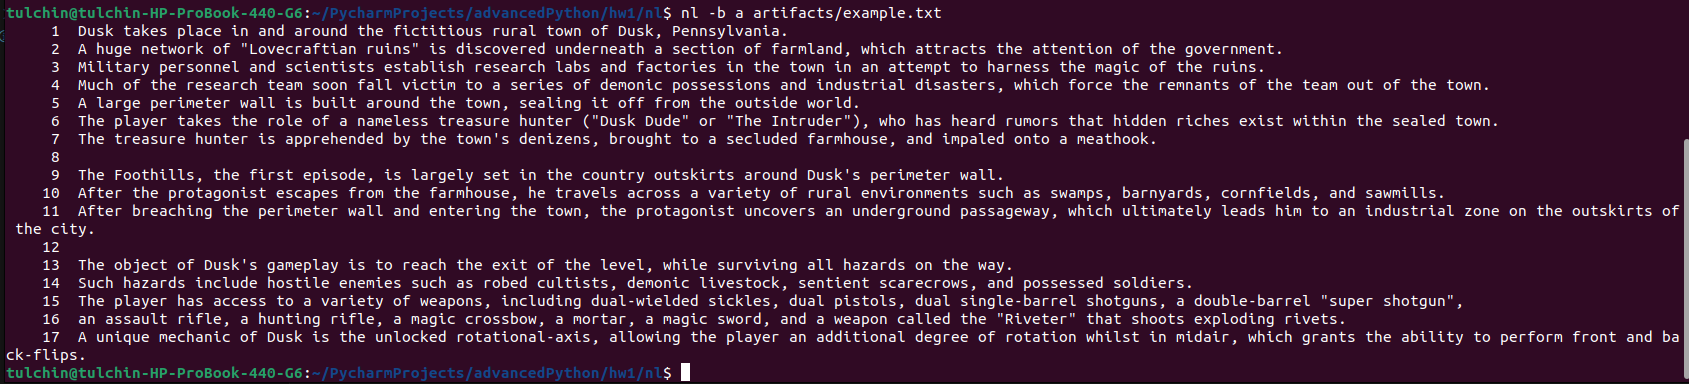 tulchin@tulchin-HP-ProBook-440-G6:~/PycharmProjects/advancedPython/hw1/nl$ nl -b a artifacts/example.txt
     1  Dusk takes place in and around the fictitious rural town of Dusk, Pennsylvania.
     2  A huge network of "Lovecraftian ruins" is discovered underneath a section of farmland, which attracts the attention of the government.
     3  Military personnel and scientists establish research labs and factories in the town in an attempt to harness the magic of the ruins.
     4  Much of the research team soon fall victim to a series of demonic possessions and industrial disasters, which force the remnants of the team out of the town.
     5  A large perimeter wall is built around the town, sealing it off from the outside world.
     6  The player takes the role of a nameless treasure hunter ("Dusk Dude" or "The Intruder"), who has heard rumors that hidden riches exist within the sealed town.
     7  The treasure hunter is apprehended by the town's denizens, brought to a secluded farmhouse, and impaled onto a meathook.
     8
     9  The Foothills, the first episode, is largely set in the country outskirts around Dusk's perimeter wall.
    10  After the protagonist escapes from the farmhouse, he travels across a variety of rural environments such as swamps, barnyards, cornfields, and sawmills.
    11  After breaching the perimeter wall and entering the town, the protagonist uncovers an underground passageway, which ultimately leads him to an industrial zone on the outskirts of
 the city.
    12
    13  The object of Dusk's gameplay is to reach the exit of the level, while surviving all hazards on the way.
    14  Such hazards include hostile enemies such as robed cultists, demonic livestock, sentient scarecrows, and possessed soldiers.
    15  The player has access to a variety of weapons, including dual-wielded sickles, dual pistols, dual single-barrel shotguns, a double-barrel "super shotgun",
    16  an assault rifle, a hunting rifle, a magic crossbow, a mortar, a magic sword, and a weapon called the "Riveter" that shoots exploding rivets.
    17  A unique mechanic of Dusk is the unlocked rotational-axis, allowing the player an additional degree of rotation whilst in midair, which grants the ability to perform front and ba
ck-flips.
tulchin@tulchin-HP-ProBook-440-G6:~/PycharmProjects/advancedPython/hw1/nl$